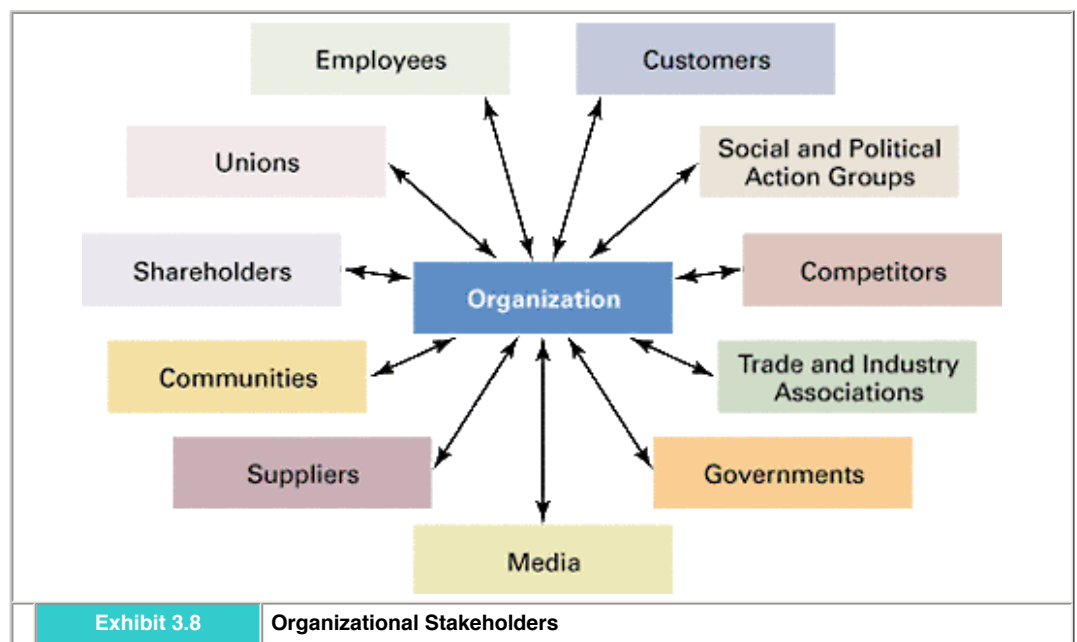 Employees
Customers
Unions
Social and Political
Action Groups
Shareholders
Competitors
Organization
Communities
Trade and Industry
Associations
Suppliers
Governments
Media
Exhibit 3.8
Organizational Stakeholders